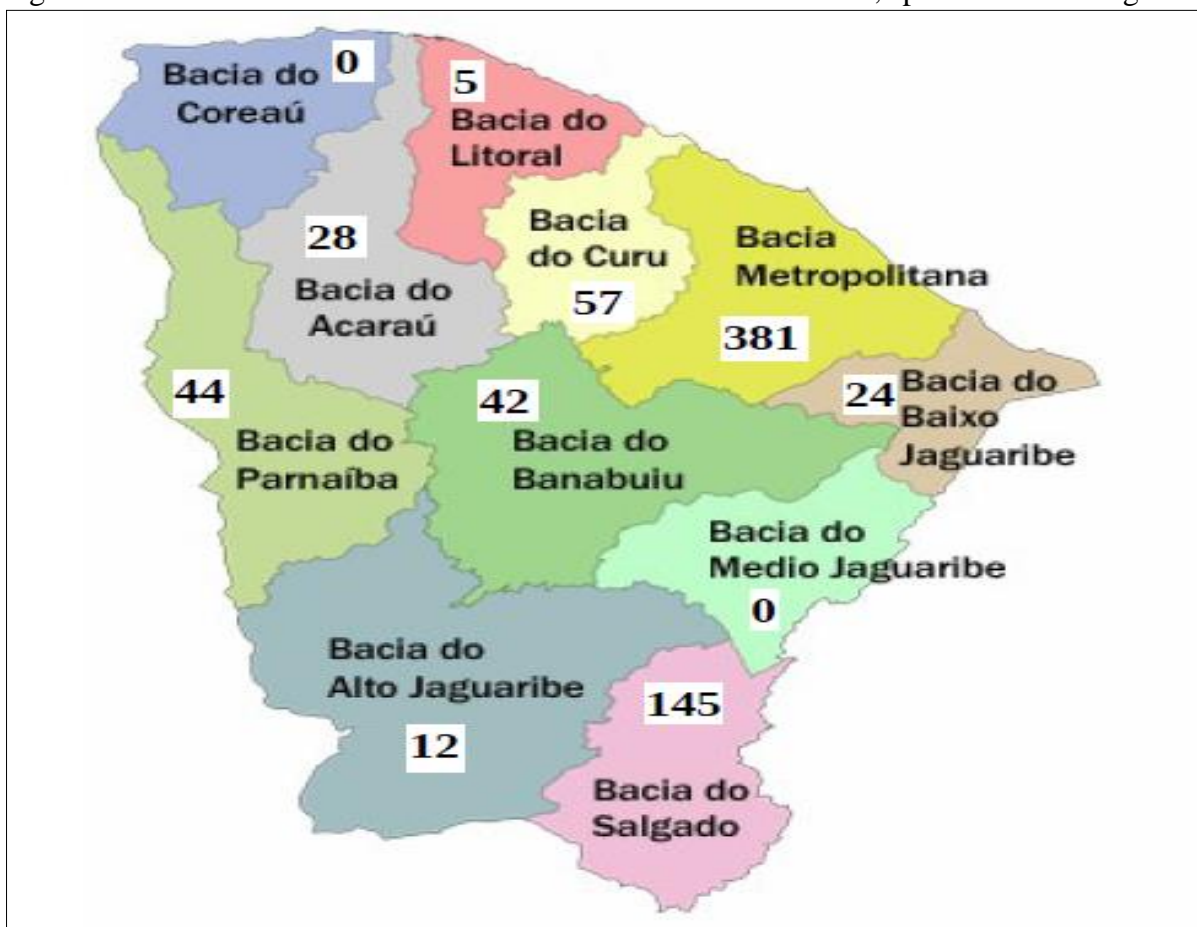 Bacia do
Coreaú
0
5
Bacia do
Litoral
28
Bacia do
Acaraú
Bacia
do Curu
57
Bacia
Metropolitana
381
44
Bacia do
Parnaíba
42
Bacia do
Banabuiu
24
Bacia do
Baixo
Jaguaribe
Bacia do
Medio Jaguaribe
0
Bacia do
Alto Jaguaribe
12
145
Bacia do
Salgado